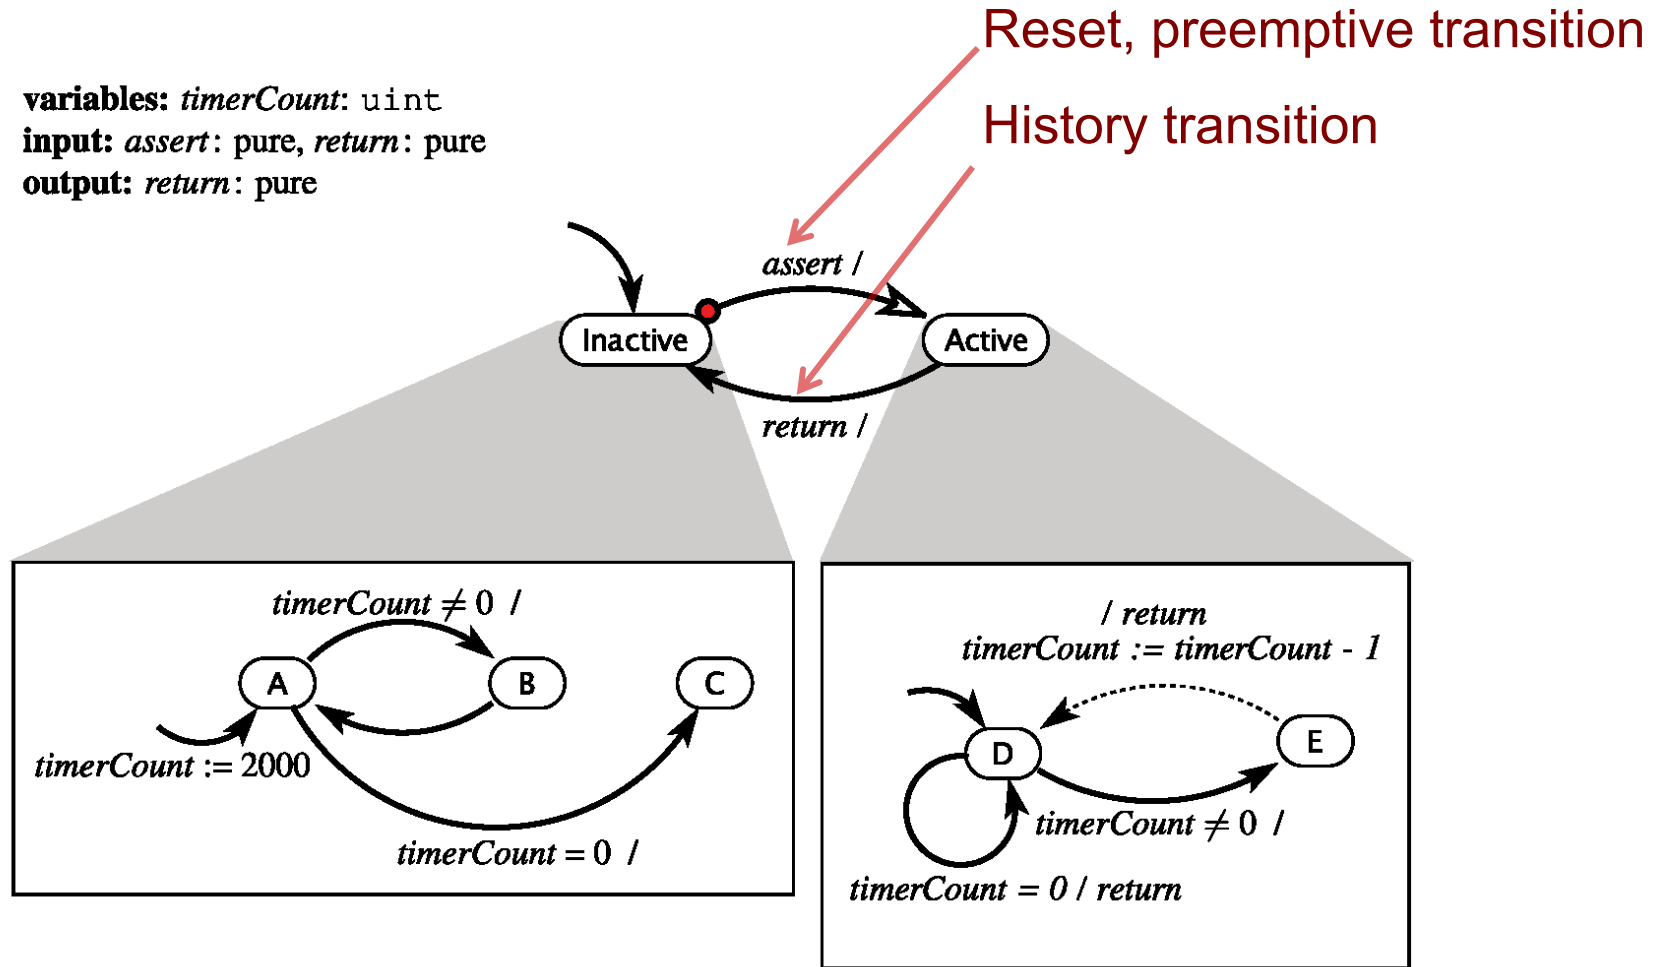 Reset, preemptive transition
variables: timerCount: uint
History transition
input: assert: pure, return: pure
output: return: pure
assert /
Inactive
Active
return /
timerCount ≠ 0 /
A
B
C
timerCount := 2000
timerCount = 0 /
/ return
timerCount := timerCount - 1
D
E
timerCount ≠ 0 /
timerCount = 0 / return